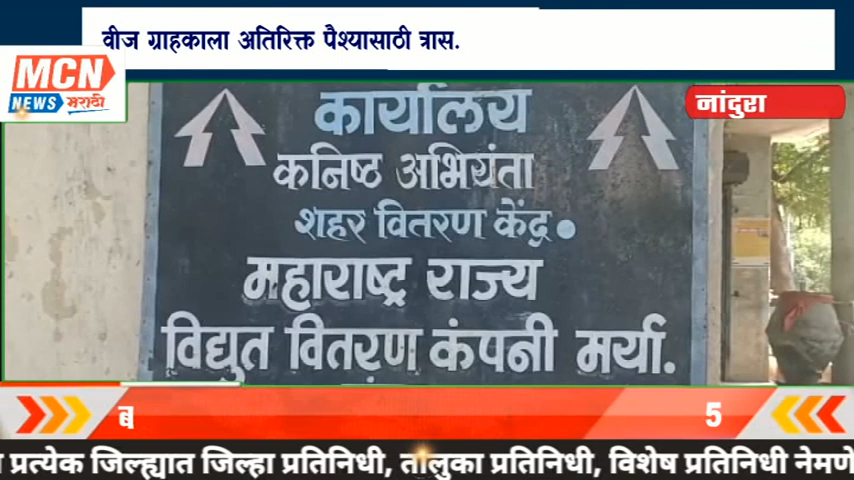 वीज ग्राहकाला अतिरिक्त पैश्यासाठी त्रास.
MCN
NEWS मराठी
नांदुरा
कार्यालय
कनिष्ठ अभियंता
शहर वितरण केंद्र
महाराष्ट्र राज्य
विद्युत वितरण कंपनी मर्या.
ब
5
प्रत्येक जिल्ह्यात जिल्हा प्रतिनिधी, तालुका प्रतिनिधी, विशेष प्रतिनिधी नेमणे